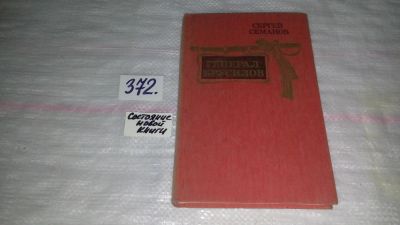 СЕРГЕЙ
СЕМАНОВ
ГЕНЕРАЛ
БРУСИЛОВ
372.
Состояние
новой
книги